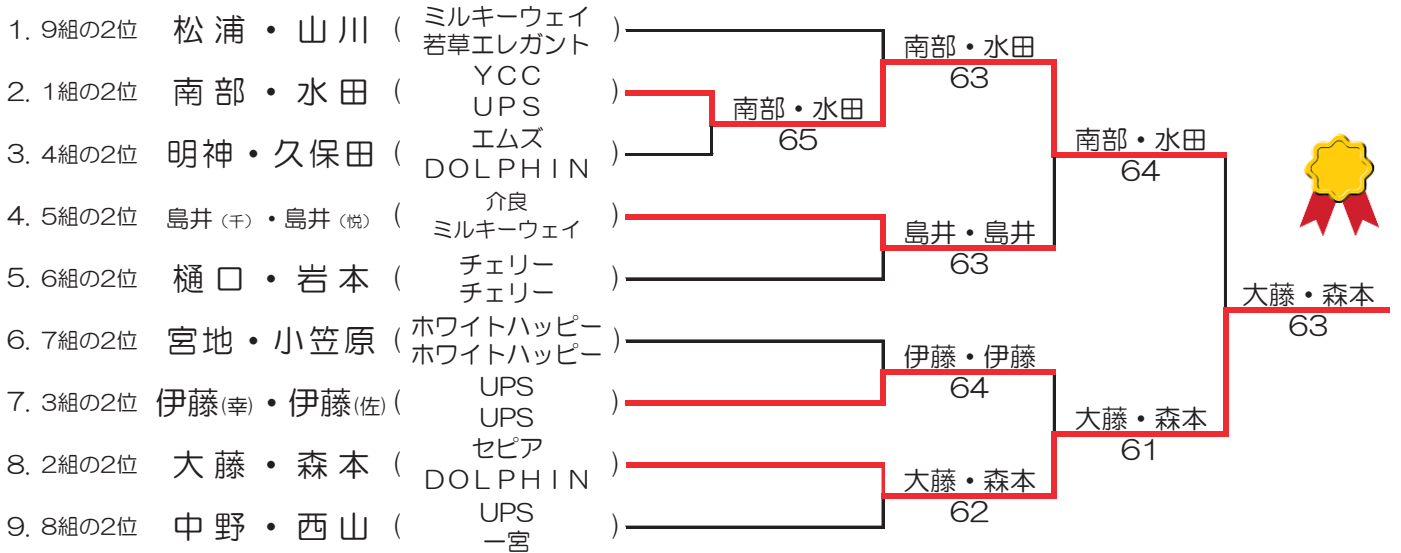 1. 9組の2位 松浦・山川 ( ミルキーウェイ 若草エレガント )
2. 1組の2位 南部・水田 ( YCC UPS )
3. 4組の2位 明神・久保田 ( エムズ DOLPHIN )
4. 5組の2位 島井(千)・島井(悦) ( 介良 ミルキーウェイ )
5. 6組の2位 樋口・岩本 ( チェリー チェリー )
6. 7組の2位 宮地・小笠原 ( ホワイトハッピー ホワイトハッピー )
7. 3組の2位 伊藤(幸)・伊藤(佐) ( UPS UPS )
8. 2組の2位 大藤・森本 ( セピア DOLPHIN )
9. 8組の2位 中野・西山 ( UPS 一宮 )
南部・水田
65
南部・水田
63
島井・島井
63
伊藤・伊藤
64
大藤・森本
62
南部・水田
64
大藤・森本
61
大藤・森本
63